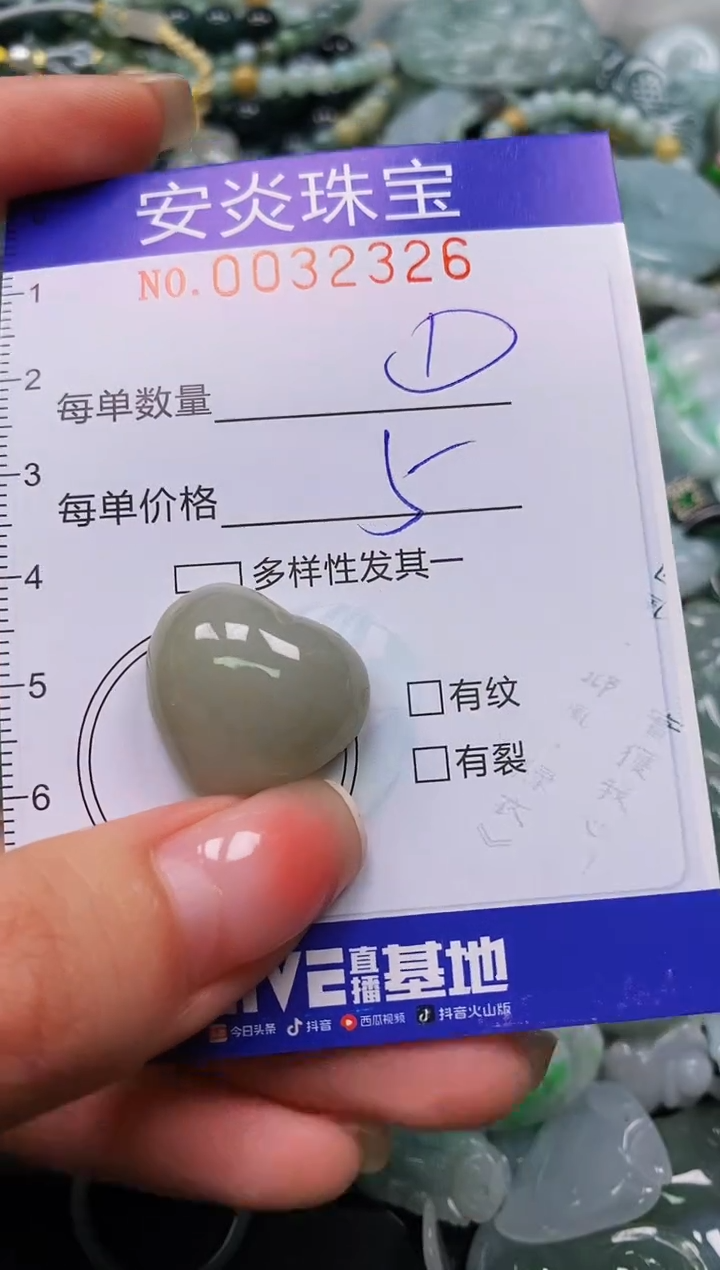 安炎珠宝
NO.0032326
1
每单数量 1
2
每单价格 5
3
多样性发其一
4
有纹
5
有裂
6
直播基地
今日头条 抖音 西瓜视频 抖音火山版